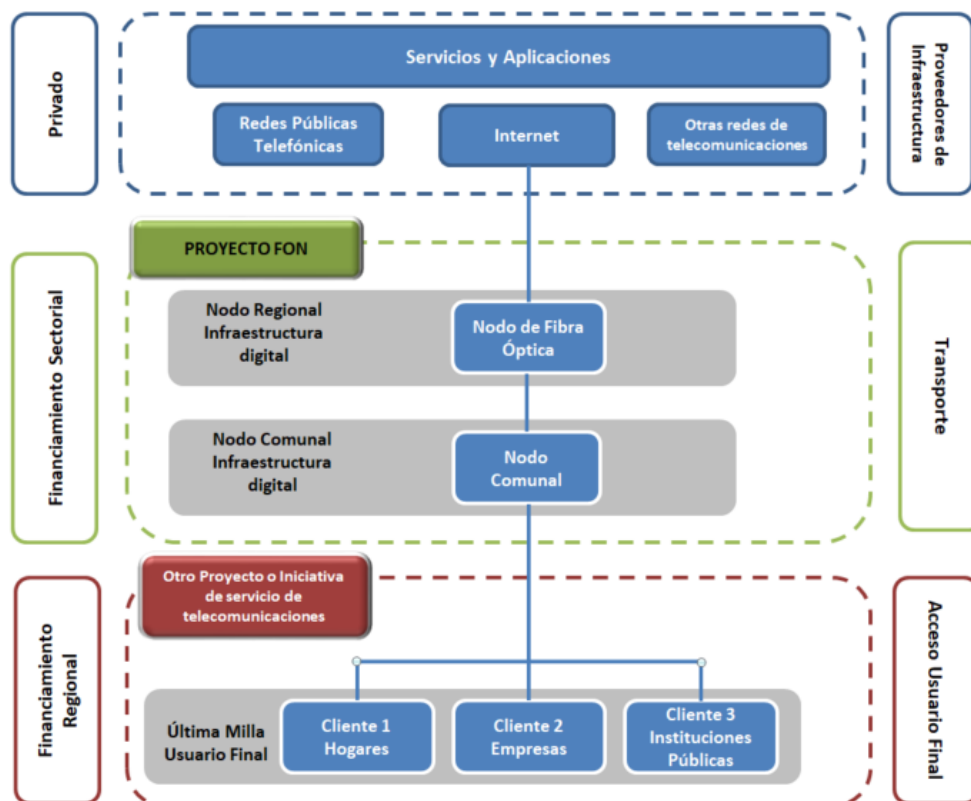 Privado
Servicios y Aplicaciones
Redes Públicas
Telefónicas
Internet
Otras redes de
telecomunicaciones
Proveedores de
Infraestructura
Financiamiento Sectorial
PROYECTO FON
Nodo Regional
Infraestructura
digital
Nodo de Fibra
Óptica
Nodo Comunal
Infraestructura
digital
Nodo
Comunal
Transporte
Financiamiento
Regional
Otro Proyecto o Iniciativa
de servicio de
telecomunicaciones
Última Milla
Usuario Final
Cliente 1
Hogares
Cliente 2
Empresas
Cliente 3
Instituciones
Públicas
Acceso Usuario Final